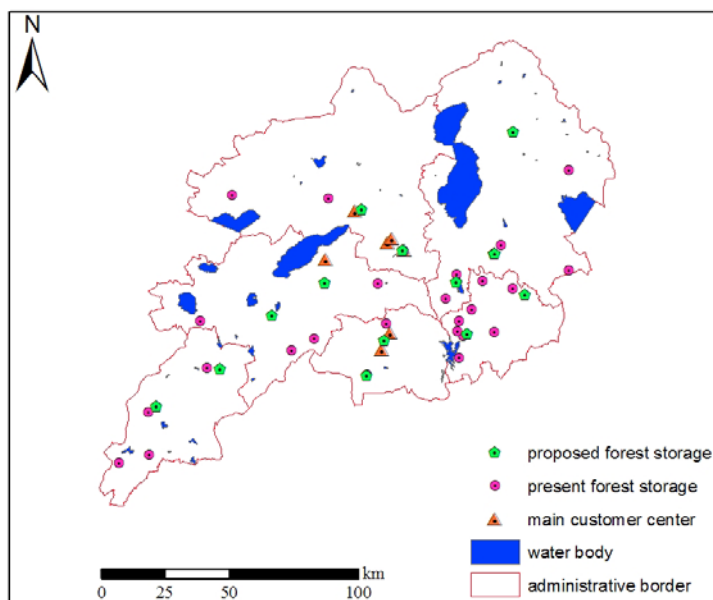 N
proposed forest storage
present forest storage
main customer center
water body
administrative border
km
0 25 50 100